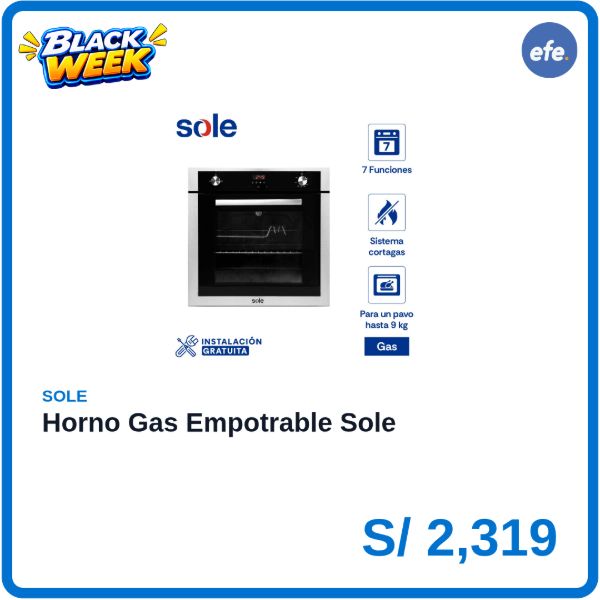 BLACK
WEEK
efe.
sole
7
7 Funciones
Sistema
cortagas
sole
Para un pavo
hasta 9 kg
INSTALACIÓN
GRATUITA
Gas
SOLE
Horno Gas Empotrable Sole
S/ 2,319